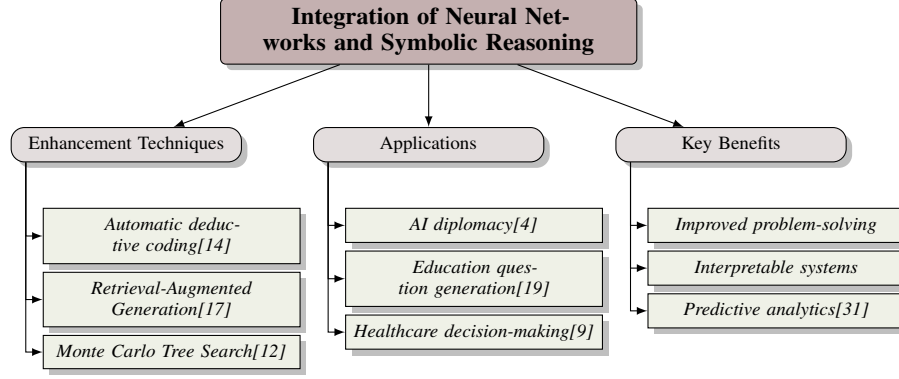 Integration of Neural Net-
works and Symbolic Reasoning
Enhancement Techniques
Automatic deduc-
tive coding[14]
Retrieval-Augmented
Generation[17]
Monte Carlo Tree Search[12]
Applications
AI diplomacy[4]
Education ques-
tion generation[19]
Healthcare decision-making[9]
Key Benefits
Improved problem-solving
Interpretable systems
Predictive analytics[31]